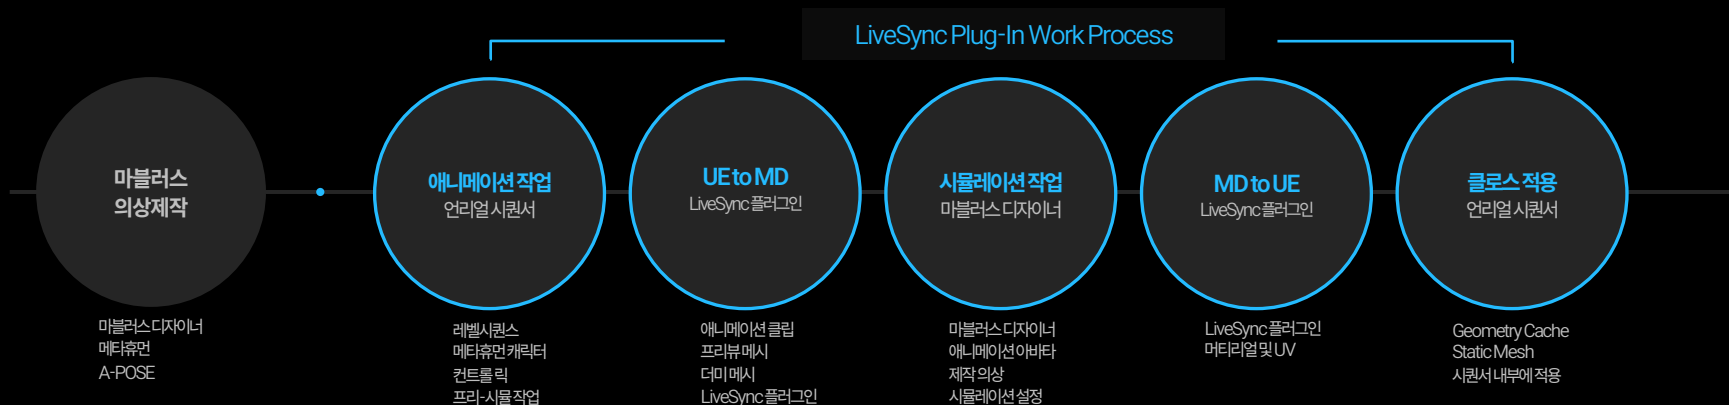 LiveSync Plug-In Work Process
마블러스
의상제작
마블러스 디자이너
메타휴먼
A-POSE
애니메이션 작업
언리얼 시퀀서
레벨시퀀스
메타휴먼 캐릭터
컨트롤 릭
프리-시뮬 작업
UE to MD
LiveSync 플러그인
애니메이션 클립
프리뷰 메시
더미 메시
LiveSync 플러그인
시뮬레이션 작업
마블러스 디자이너
마블러스 디자이너
애니메이션 아바타
제작 의상
시뮬레이션 설정
MD to UE
LiveSync 플러그인
LiveSync 플러그인
머티리얼 및 UV
클로스 적용
언리얼 시퀀서
Geometry Cache
Static Mesh
시퀀서 내부에 적용